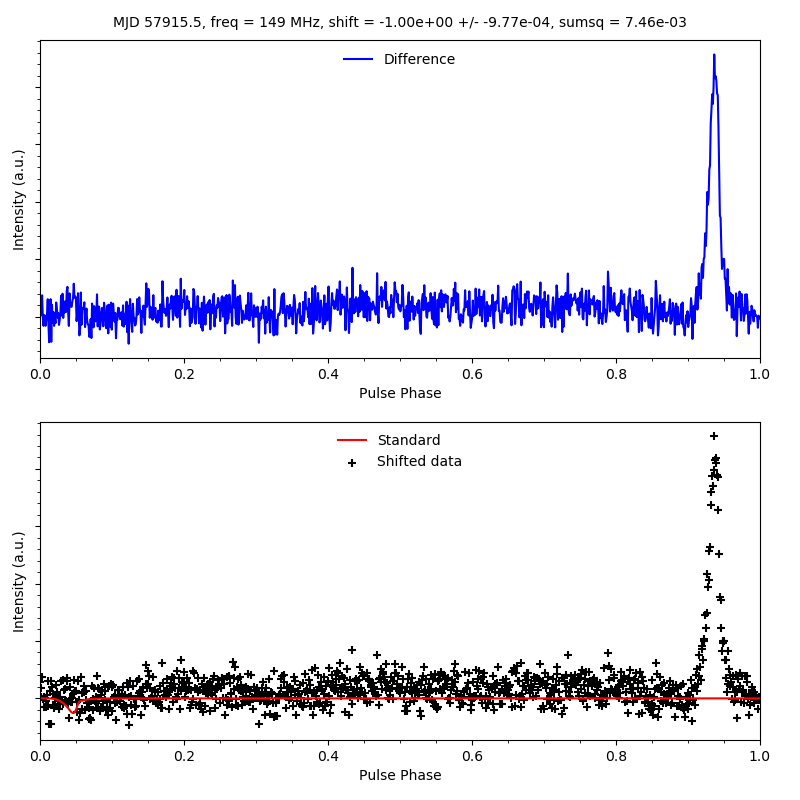 MJD 57915.5, freq = 149 MHz, shift = -1.00e+00 +/- -9.77e-04, sumsq = 7.46e-03
Difference
Intensity (a.u.)
0.0 0.2 0.4 0.6 0.8 1.0
Pulse Phase
Standard
Shifted data
Intensity (a.u.)
0.0 0.2 0.4 0.6 0.8 1.0
Pulse Phase